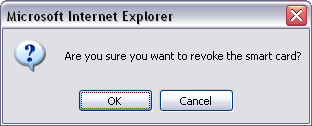 Microsoft Internet Explorer
Are you sure you want to revoke the smart card?
OK
Cancel